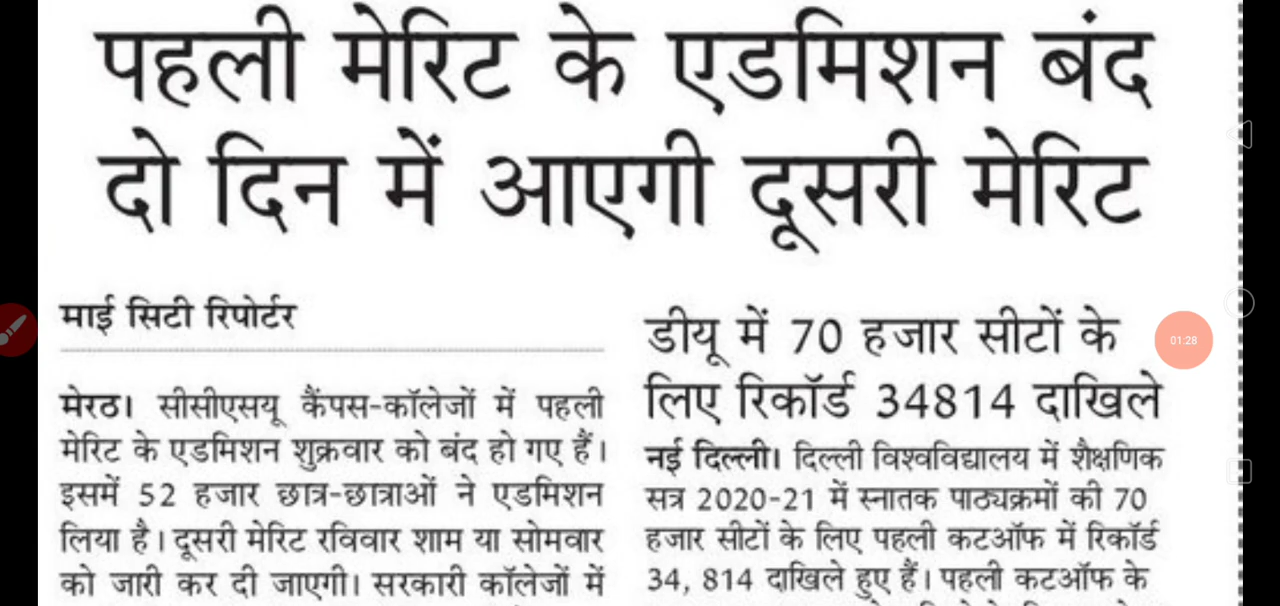 पहली मेरिट के एडमिशन बंद
दो दिन में आएगी दूसरी मेरिट
माई सिटी रिपोर्टर
मेरठ। सीसीएसयू कैंपस-कॉलेजों में पहली
मेरिट के एडमिशन शुक्रवार को बंद हो गए हैं।
इसमें 52 हजार छात्र-छात्राओं ने एडमिशन
लिया है। दूसरी मेरिट रविवार शाम या सोमवार
को जारी कर दी जाएगी। सरकारी कॉलेजों में
डीयू में 70 हजार सीटों के
लिए रिकॉर्ड 34814 दाखिले
नई दिल्ली। दिल्ली विश्वविद्यालय में शैक्षणिक
सत्र 2020-21 में स्नातक पाठ्यक्रमों की 70
हजार सीटों के लिए पहली कटऑफ में रिकॉर्ड
34, 814 दाखिले हुए हैं। पहली कटऑफ के
01:28